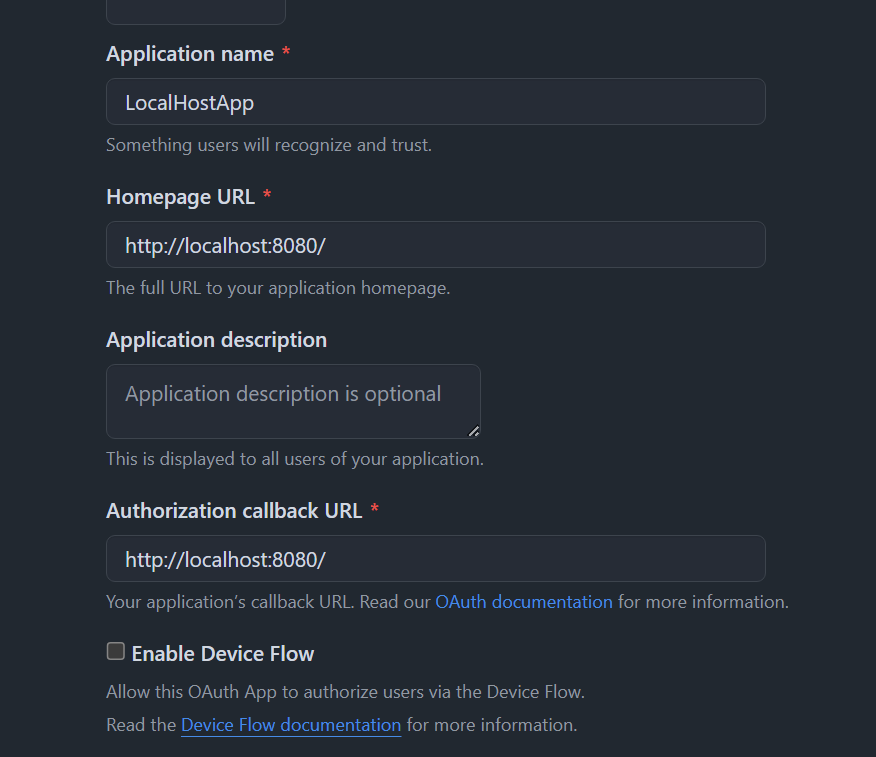 Application name *
LocalHostApp
Something users will recognize and trust.
Homepage URL *
http://localhost:8080/
The full URL to your application homepage.
Application description
Application description is optional
This is displayed to all users of your application.
Authorization callback URL *
http://localhost:8080/
Your application’s callback URL. Read our OAuth documentation for more information.
Enable Device Flow
Allow this OAuth App to authorize users via the Device Flow.
Read the Device Flow documentation for more information.